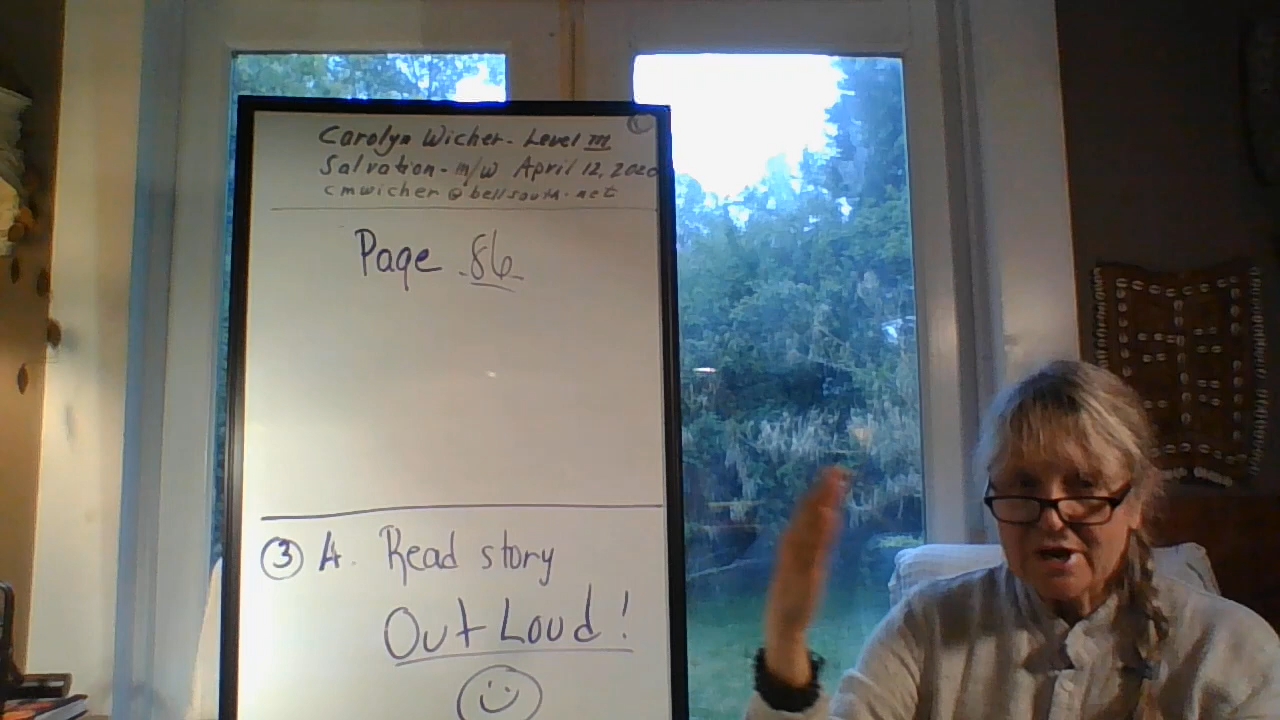 Carolyn Wicher - Level III
Salvation - m/w April 12, 2020
cmwicher@bellsouth.net
Page 86
③ A. Read story
Out Loud!